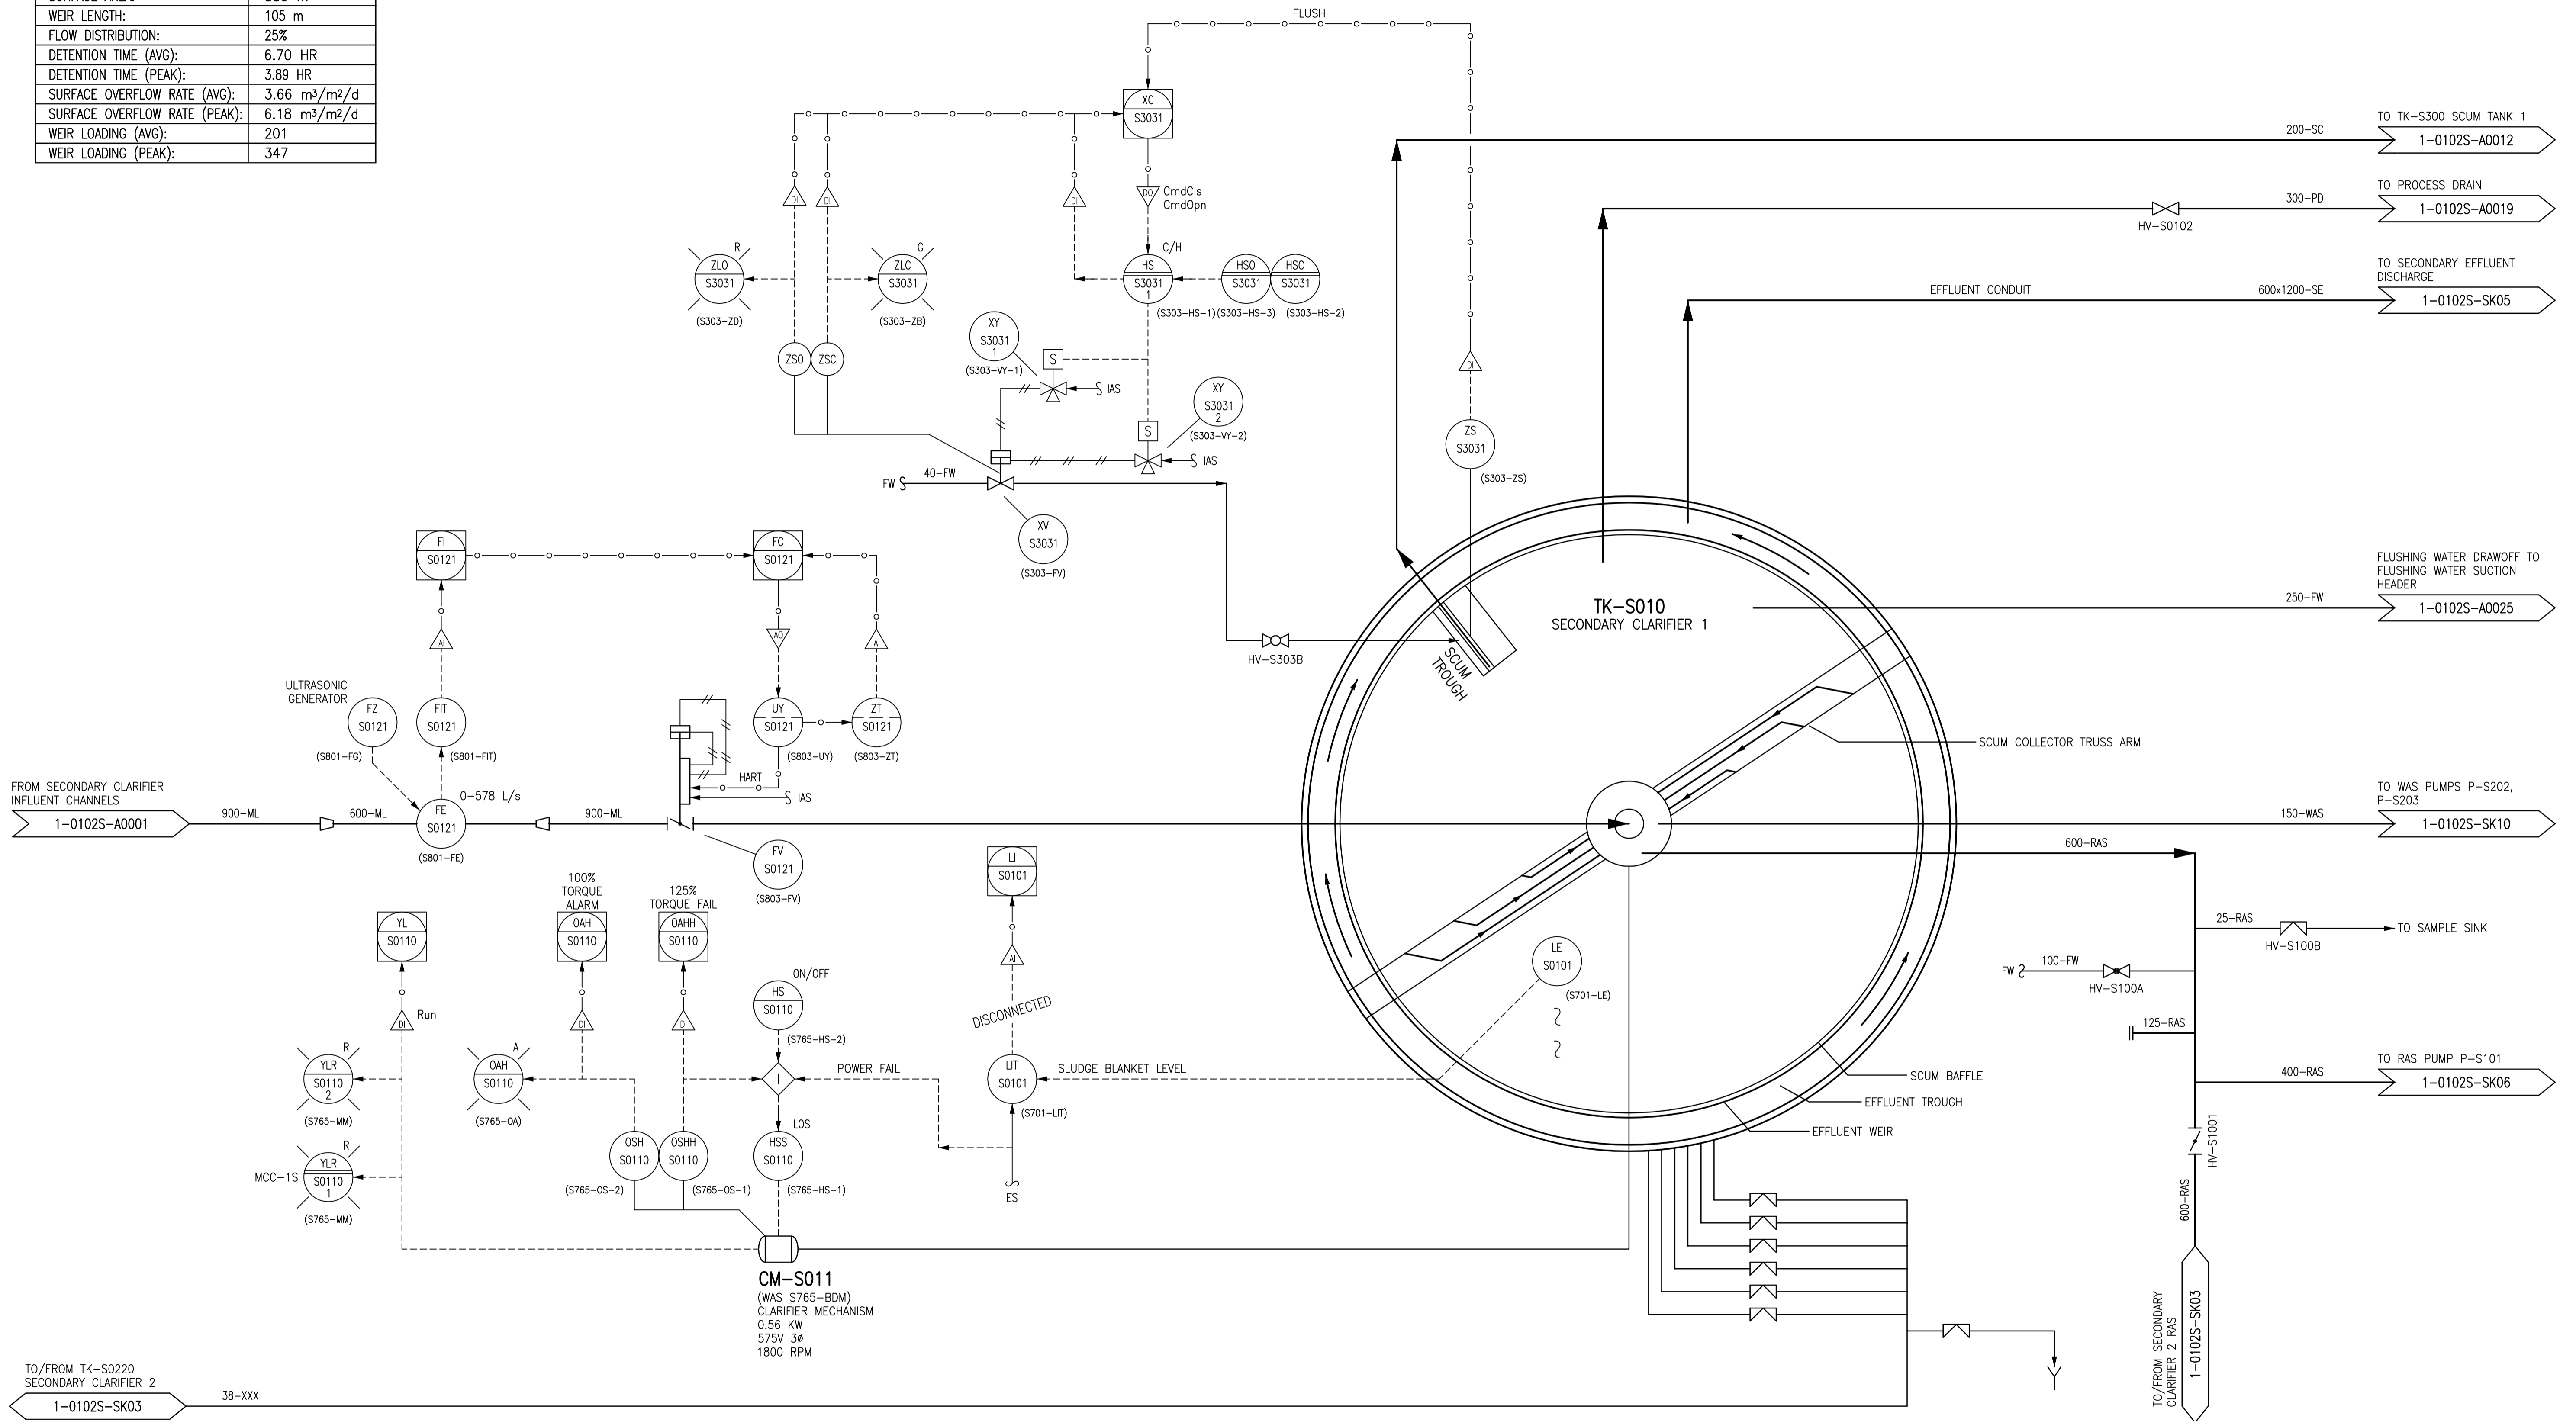 WEIR LENGTH: 105 m
FLOW DISTRIBUTION: 25%
DETENTION TIME (AVG): 6.70 HR
DETENTION TIME (PEAK): 3.89 HR
SURFACE OVERFLOW RATE (AVG): 3.66 m³/m²/d
SURFACE OVERFLOW RATE (PEAK): 6.18 m³/m²/d
WEIR LOADING (AVG): 201
WEIR LOADING (PEAK): 347
FLUSH
XC
S3031
DI
DI
DI
DO
CmdCls
CmdOpn
R
ZLO
S3031
(S303-ZD)
G
ZLC
S3031
(S303-ZB)
C/H
HS
S3031
1
(S303-HS-1)
HSO
S3031
(S303-HS-3)
HSC
S3031
(S303-HS-2)
ZSO
ZSC
XY
S3031
1
(S303-VY-1)
S
IAS
XY
S3031
2
(S303-VY-2)
S
IAS
DI
ZS
S3031
(S303-ZS)
FW
40-FW
XV
S3031
(S303-FV)
HV-S303B
TO TK-S300 SCUM TANK 1
200-SC
1-0102S-A0012
TO PROCESS DRAIN
300-PD
1-0102S-A0019
HV-S0102
TO SECONDARY EFFLUENT
DISCHARGE
EFFLUENT CONDUIT
600x1200-SE
1-0102S-SK05
FLUSHING WATER DRAWOFF TO
FLUSHING WATER SUCTION
HEADER
250-FW
1-0102S-A0025
TK-S010
SECONDARY CLARIFIER 1
SCUM
TROUGH
SCUM COLLECTOR TRUSS ARM
FI
S0121
FC
S0121
AI
AO
AI
ULTRASONIC
GENERATOR
FZ
S0121
(S801-FG)
FIT
S0121
(S801-FIT)
UY
S0121
(S803-UY)
ZT
S0121
(S803-ZT)
HART
IAS
FROM SECONDARY CLARIFIER
INFLUENT CHANNELS
1-0102S-A0001
900-ML
600-ML
FE
S0121
0-578 L/s
(S801-FE)
900-ML
FV
S0121
(S803-FV)
TO WAS PUMPS P-S202,
P-S203
150-WAS
1-0102S-SK10
600-RAS
25-RAS
HV-S100B
TO SAMPLE SINK
FW
100-FW
HV-S100A
125-RAS
TO RAS PUMP P-S101
400-RAS
1-0102S-SK06
HV-S1001
600-RAS
TO/FROM SECONDARY
CLARIFIER 2 RAS
1-0102S-SK03
YL
S0110
DI
Run
100%
TORQUE
ALARM
OAH
S0110
DI
125%
TORQUE FAIL
OAHH
S0110
DI
ON/OFF
HS
S0110
(S765-HS-2)
I
POWER FAIL
LI
S0101
AI
DISCONNECTED
LIT
S0101
(S701-LIT)
ES
SLUDGE BLANKET LEVEL
LE
S0101
(S701-LE)
SCUM BAFFLE
EFFLUENT TROUGH
EFFLUENT WEIR
R
YLR
S0110
2
(S765-MM)
A
OAH
S0110
(S765-OA)
MCC-1S
R
YLR
S0110
1
(S765-MM)
OSH
S0110
(S765-OS-2)
OSHH
S0110
(S765-OS-1)
LOS
HSS
S0110
(S765-HS-1)
CM-S011
(WAS S765-BDM)
CLARIFIER MECHANISM
0.56 KW
575V 3ø
1800 RPM
TO/FROM TK-S0220
SECONDARY CLARIFIER 2
1-0102S-SK03
38-XXX